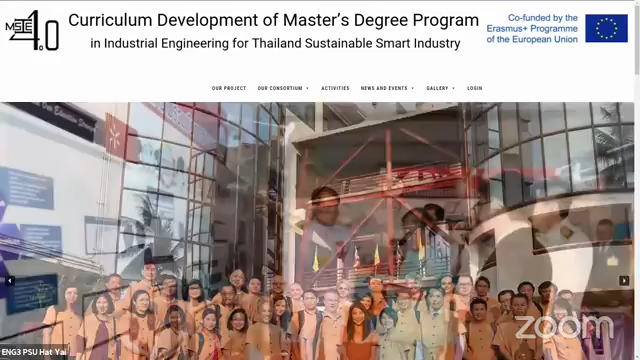 MSIE 4.0
Curriculum Development of Master's Degree Program
in Industrial Engineering for Thailand Sustainable Smart Industry
Co-funded by the
Erasmus+ Programme
of the European Union
OUR PROJECT OUR CONSORTIUM ACTIVITIES NEWS AND EVENTS GALLERY LOGIN
zoom
ENG3 PSU Hat Yai